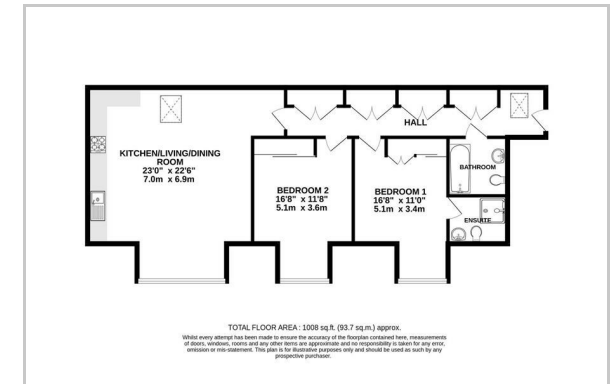 HALL
KITCHEN/LIVING/DINING
ROOM
23'0" x 22'6"
7.0m x 6.9m
BEDROOM 2
16'8" x 11'8"
5.1m x 3.6m
BEDROOM 1
16'8" x 11'0"
5.1m x 3.4m
BATHROOM
ENSUITE
TOTAL FLOOR AREA : 1008 sq.ft. (93.7 sq.m.) approx.
Whilst every attempt has been made to ensure the accuracy of the floorplan contained here, measurements
of doors, windows, rooms and any other items are approximate and no responsibility is taken for any error,
omission or mis-statement. This plan is for illustrative purposes only and should be used as such by any
prospective purchaser.